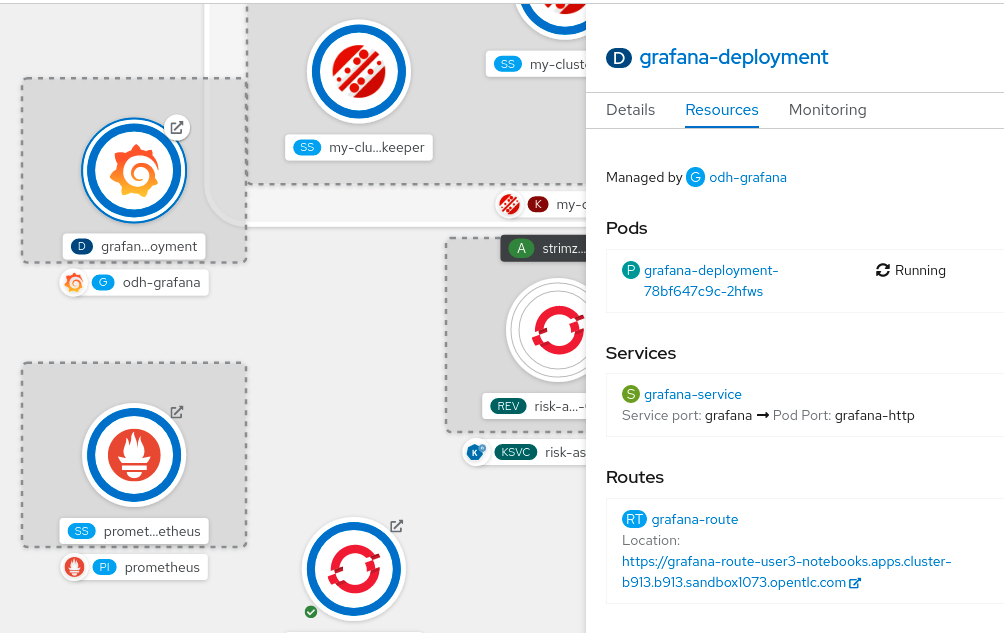 SS my-clu...keeper
SS my-cluste
K my-c
D grafan...oyment
G odh-grafana
A strimz...
REV risk-a...-
K KSVC risk-as
SS promet...etheus
PI prometheus
D grafana-deployment
Details Resources Monitoring
Managed by G odh-grafana
Pods
P grafana-deployment-
78bf647c9c-2hfws
Running
Services
S grafana-service
Service port: grafana → Pod Port: grafana-http
Routes
RT grafana-route
Location:
https://grafana-route-user3-notebooks.apps.cluster-
b913.b913.sandbox1073.opentlc.com